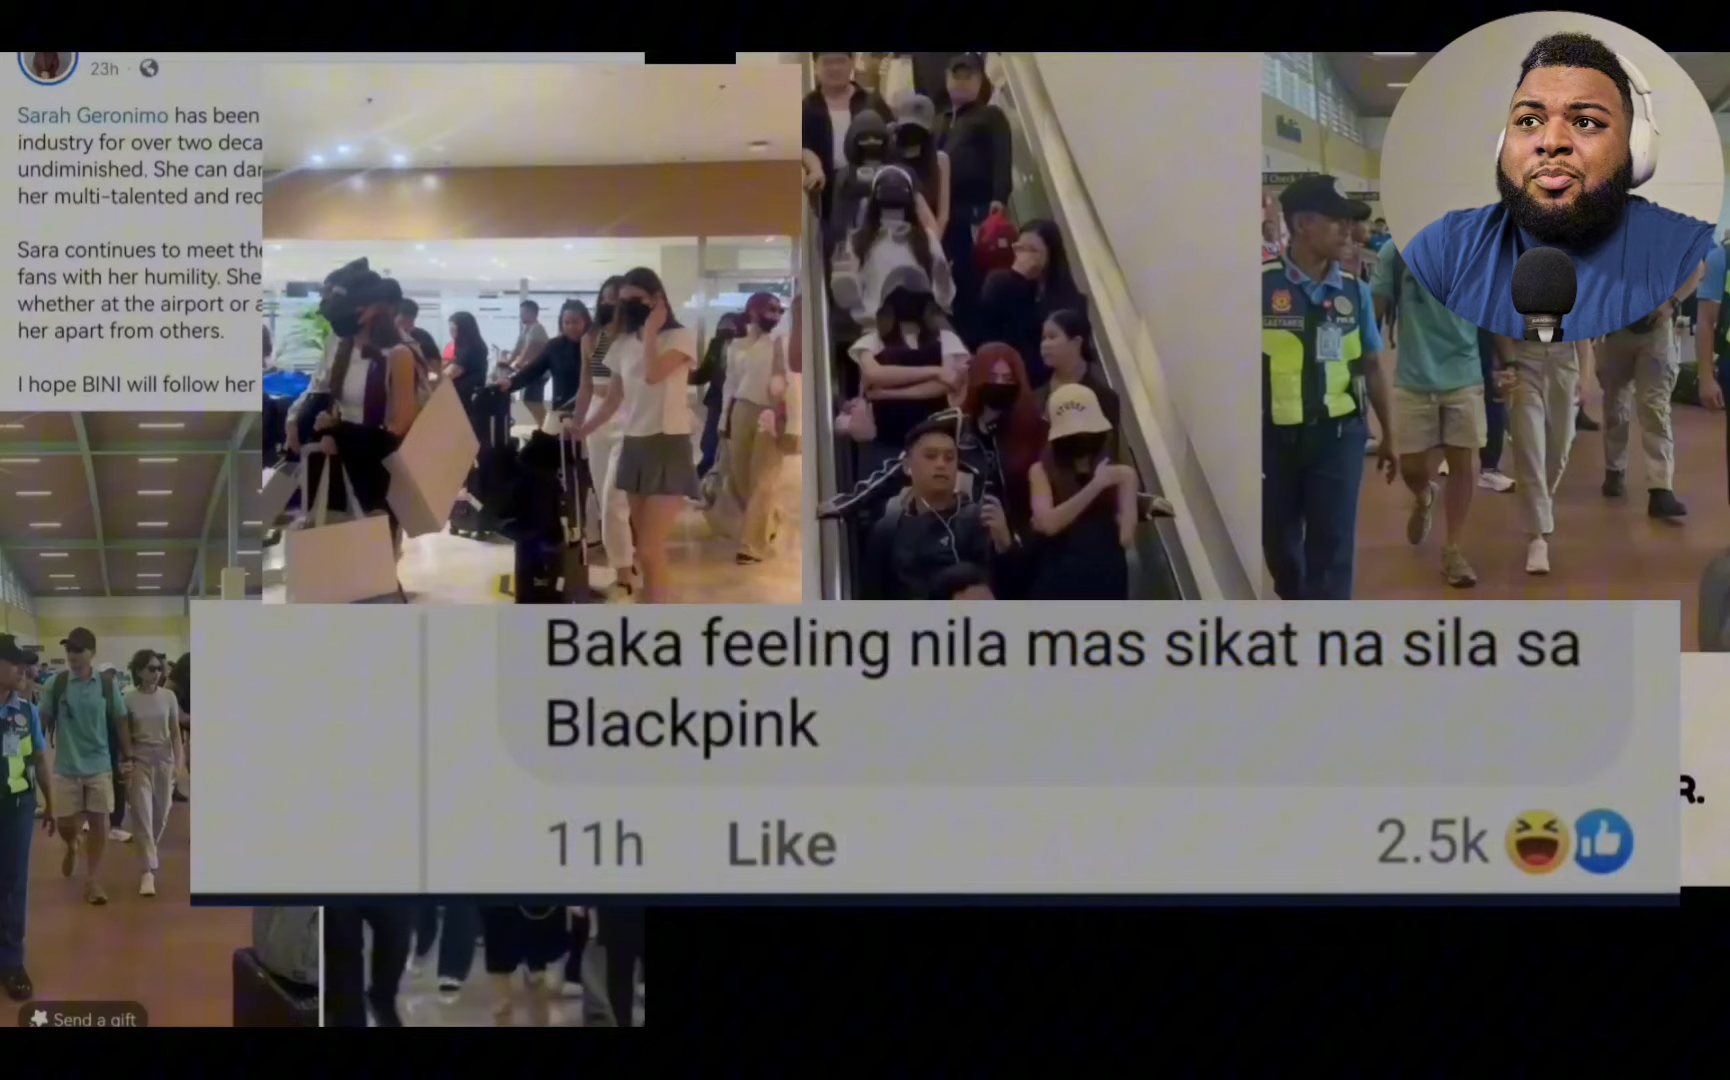 23h
Sarah Geronimo has been
industry for over two deca
undiminished. She can dan
her multi-talented and rec
Sara continues to meet the
fans with her humility. She
whether at the airport or a
her apart from others.
I hope BINI will follow her
Baka feeling nila mas sikat na sila sa
Blackpink
11h Like 2.5k
R.
Send a gift